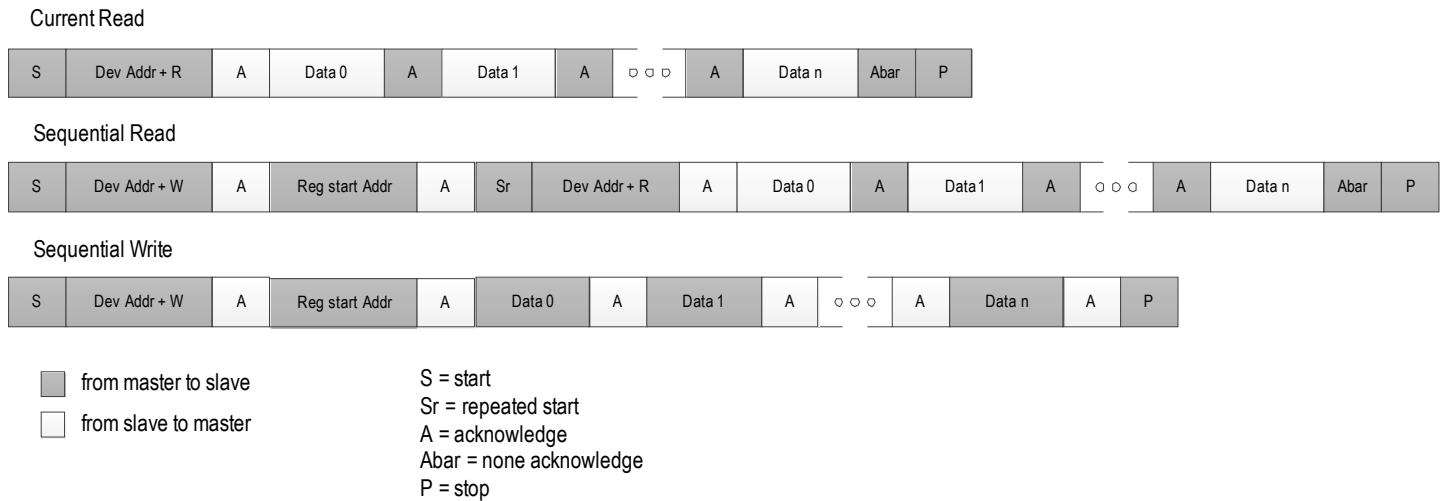 Current Read
S Dev Addr + R A Data 0 A Data 1 A A Data n Abar P
Sequential Read
S Dev Addr + W A Reg start Addr A Sr Dev Addr + R A Data 0 A Data 1 A A Data n Abar P
Sequential Write
S Dev Addr + W A Reg start Addr A Data 0 A Data 1 A A Data n A P
from master to slave
from slave to master
S = start
Sr = repeated start
A = acknowledge
Abar = none acknowledge
P = stop